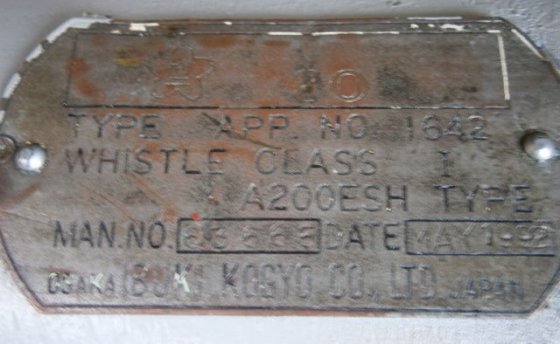 TYPE APP. NO. 1642
WHISTLE CLASS I
A200ESH TYPE
MAN. NO. DATE MAY 1992
OSAKA IBUKI KOGYO CO., LTD. JAPAN